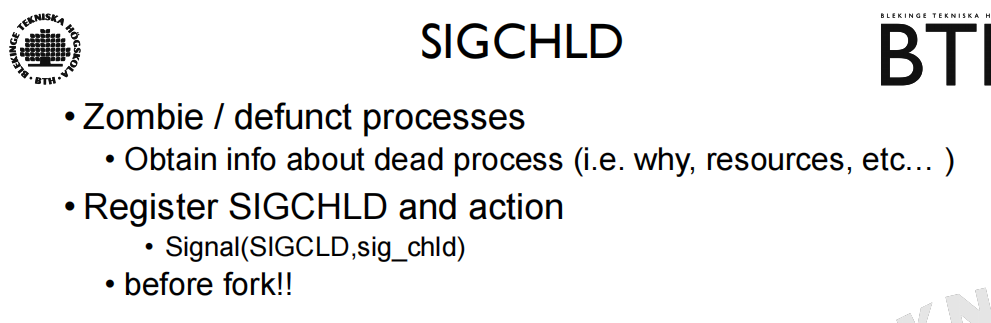 BLEKINGE TEKNISKA HÖGSKOLA · BTH ·
SIGCHLD
BLEKINGE TEKNISKA H
BTH
• Zombie / defunct processes
• Obtain info about dead process (i.e. why, resources, etc… )
• Register SIGCHLD and action
• Signal(SIGCLD,sig_chld)
• before fork!!
KN